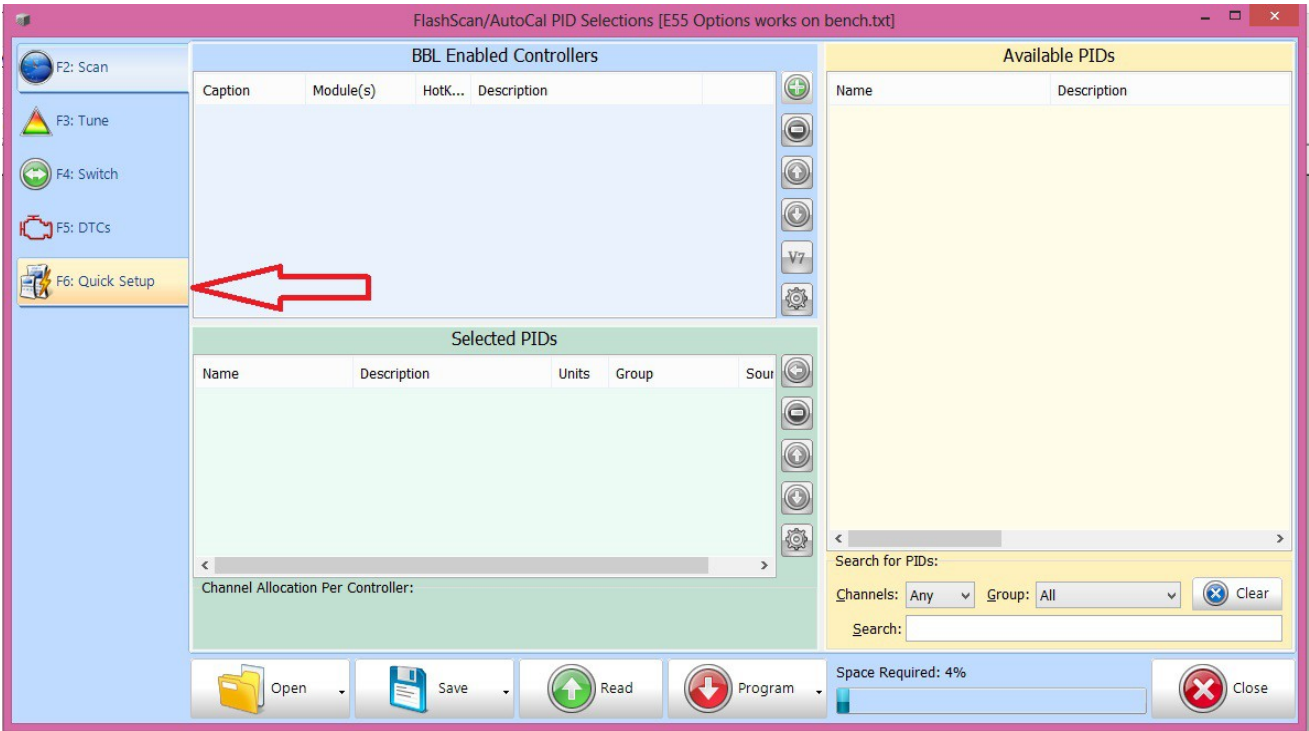 FlashScan/AutoCal PID Selections [E55 Options works on bench.txt]
F2: Scan
F3: Tune
F4: Switch
F5: DTCs
F6: Quick Setup
BBL Enabled Controllers
Caption Module(s) HotK... Description
V7
Selected PIDs
Name Description Units Group Sour
Channel Allocation Per Controller:
Available PIDs
Name Description
Search for PIDs:
Channels: Any Group: All Clear
Search:
Open Save Read Program
Space Required: 4%
Close